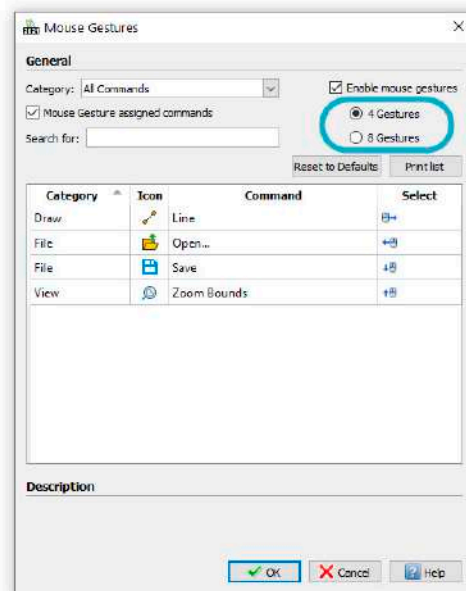 Mouse Gestures
General
Category: All Commands
Enable mouse gestures
Mouse Gesture assigned commands
4 Gestures
Search for:
8 Gestures
Reset to Defaults Print list
Category Icon Command Select
Draw Line
File Open...
File Save
View Zoom Bounds
Description
OK Cancel Help